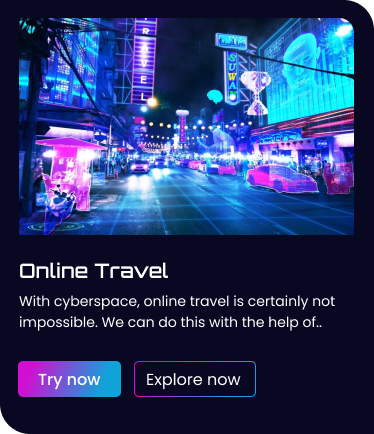 TRAVEL
SUWA
Online Travel
With cyberspace, online travel is certainly not
impossible. We can do this with the help of..
Try now
Explore now